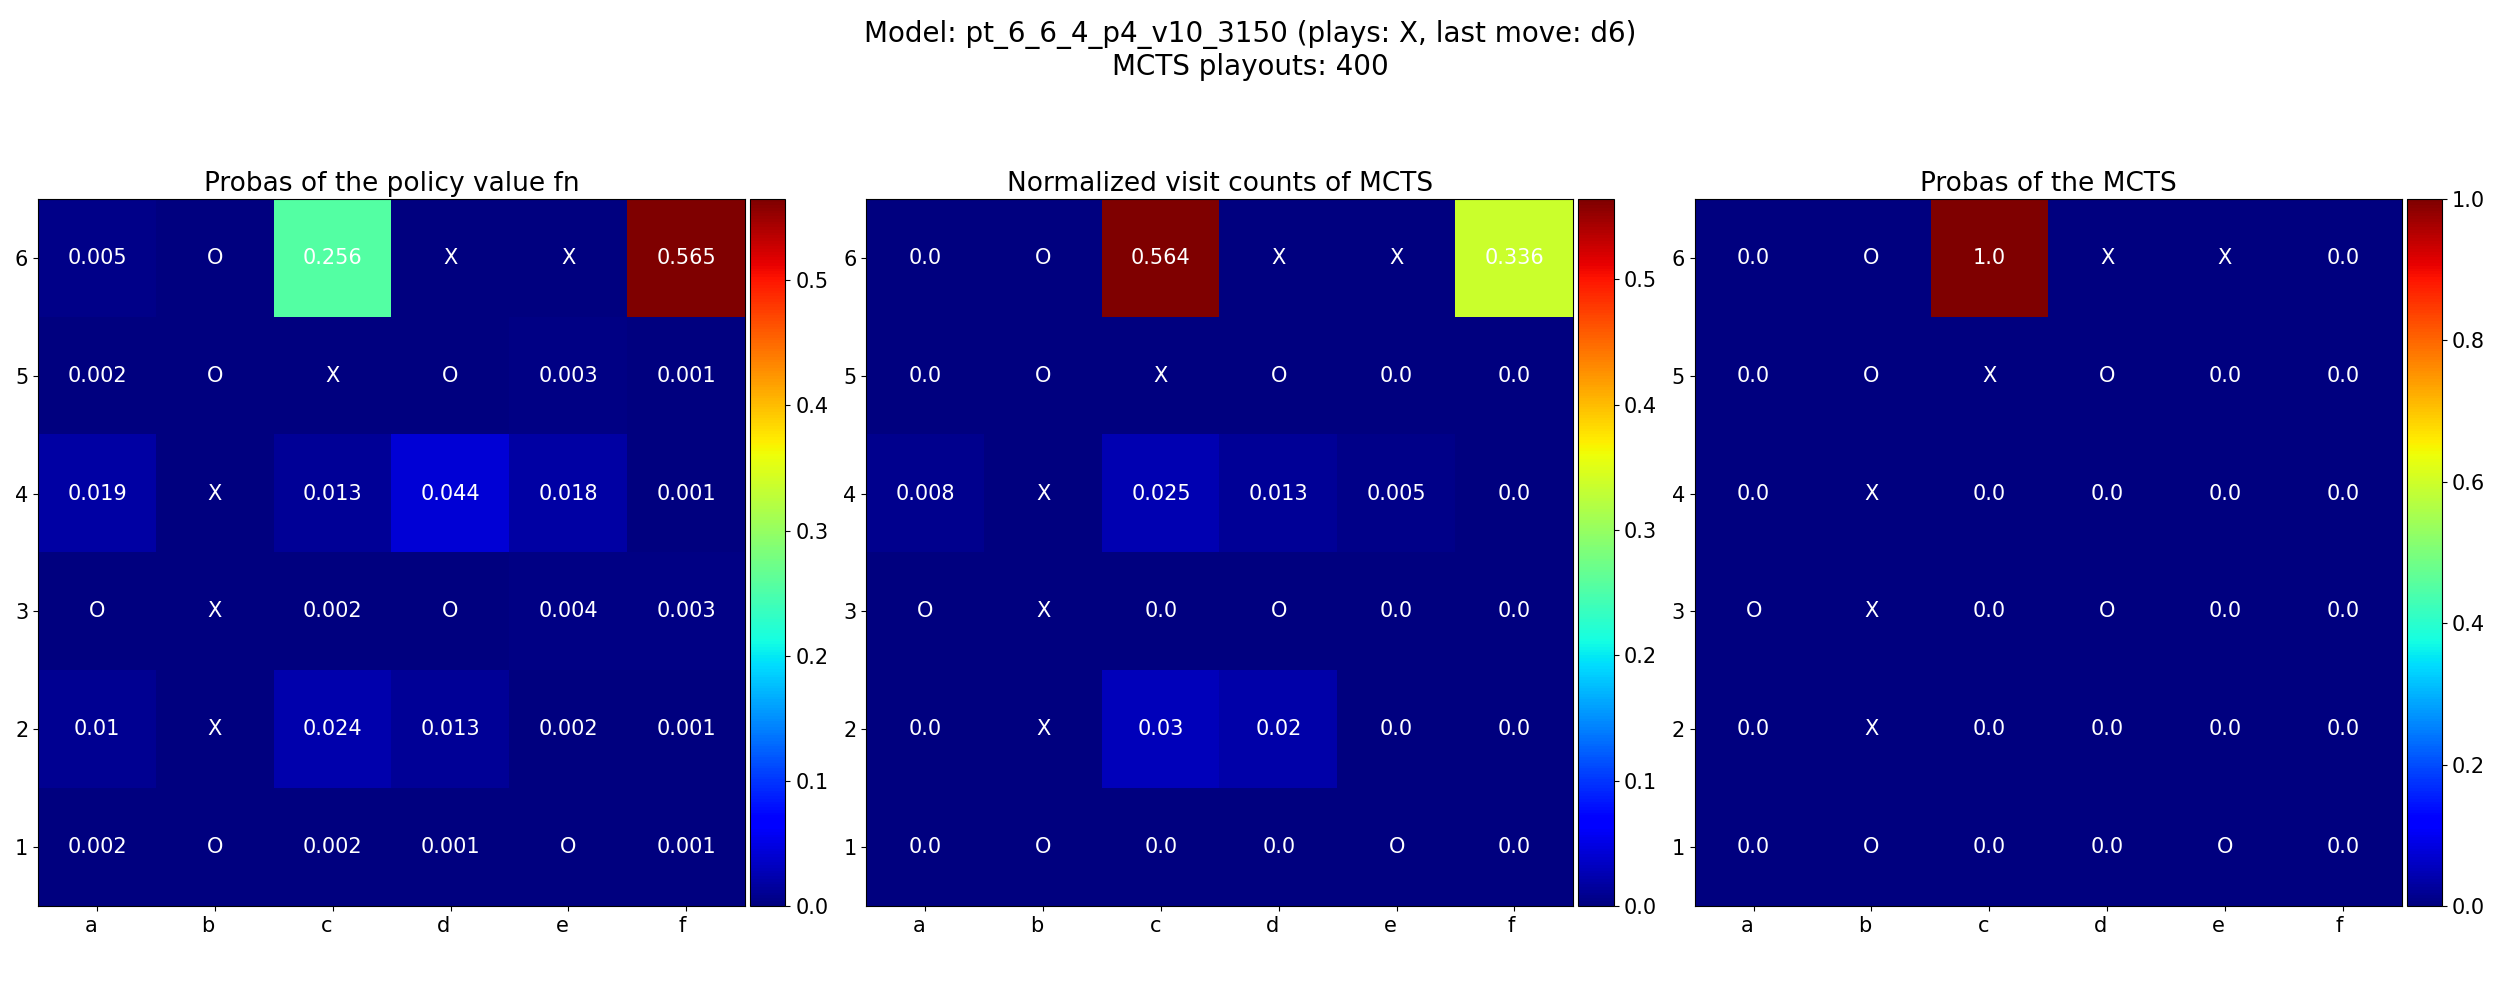 Model: pt_6_6_4_p4_v10_3150 (plays: X, last move: d6)
MCTS playouts: 400
Probas of the policy value fn
6 0.005 O 0.256 X X 0.565
5 0.002 O X O 0.003 0.001
4 0.019 X 0.013 0.044 0.018 0.001
3 O X 0.002 O 0.004 0.003
2 0.01 X 0.024 0.013 0.002 0.001
1 0.002 O 0.002 0.001 O 0.001
a b c d e f
0.5
0.4
0.3
0.2
0.1
0.0
Normalized visit counts of MCTS
6 0.0 O 0.564 X X 0.336
5 0.0 O X O 0.0 0.0
4 0.008 X 0.025 0.013 0.005 0.0
3 O X 0.0 O 0.0 0.0
2 0.0 X 0.03 0.02 0.0 0.0
1 0.0 O 0.0 0.0 O 0.0
a b c d e f
0.5
0.4
0.3
0.2
0.1
0.0
Probas of the MCTS
6 0.0 O 1.0 X X 0.0
5 0.0 O X O 0.0 0.0
4 0.0 X 0.0 0.0 0.0 0.0
3 O X 0.0 O 0.0 0.0
2 0.0 X 0.0 0.0 0.0 0.0
1 0.0 O 0.0 0.0 O 0.0
a b c d e f
1.0
0.8
0.6
0.4
0.2
0.0